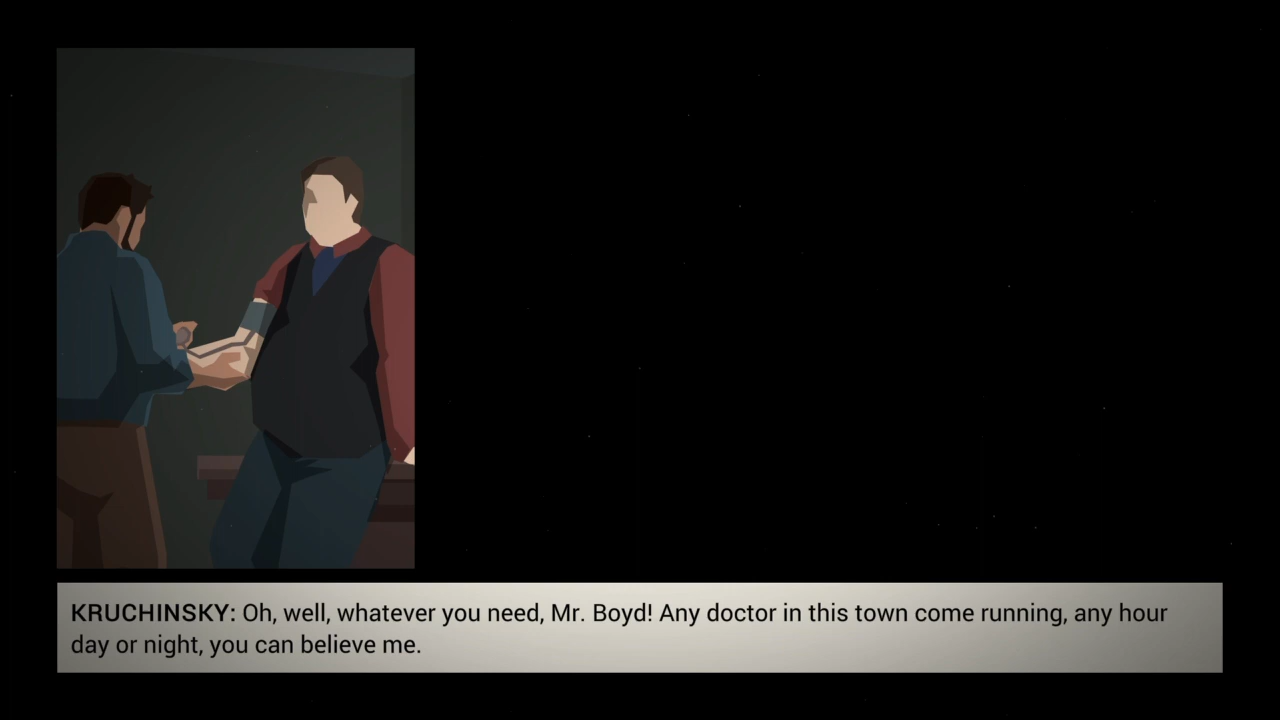 KRUCHINSKY: Oh, well, whatever you need, Mr. Boyd! Any doctor in this town come running, any hour
day or night, you can believe me.